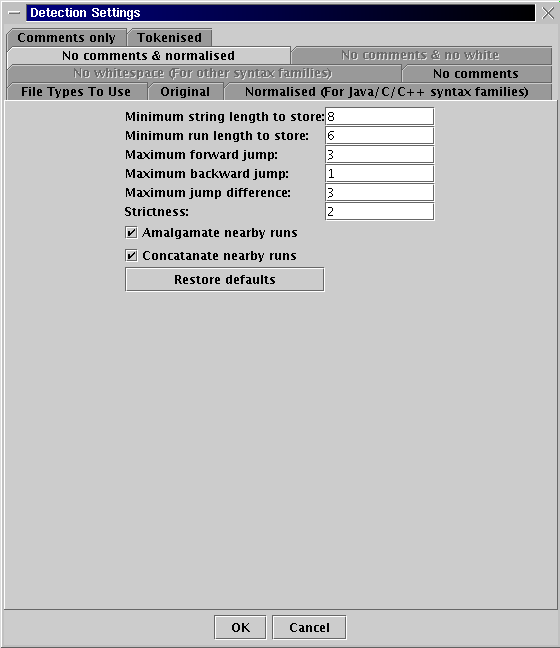 Detection Settings
Comments only Tokenised
No comments & normalised No comments & no white
No whitespace (For other syntax families) No comments
File Types To Use Original Normalised (For Java/C/C++ syntax families)
Minimum string length to store: 8
Minimum run length to store: 6
Maximum forward jump: 3
Maximum backward jump: 1
Maximum jump difference: 3
Strictness: 2
Amalgamate nearby runs
Concatanate nearby runs
Restore defaults
OK Cancel